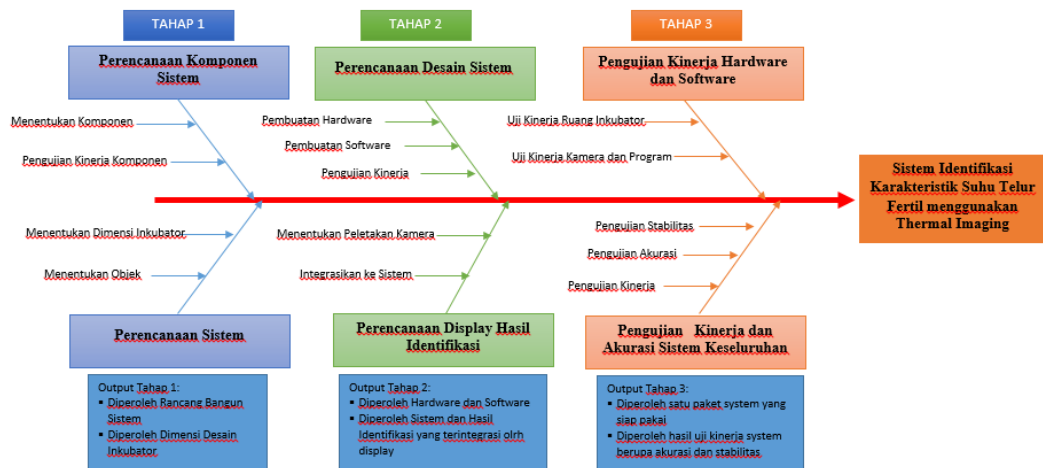 TAHAP 1
TAHAP 2
TAHAP 3
Perencanaan Komponen
Sistem
Perencanaan Desain Sistem
Pengujian Kinerja Hardware
dan Software
Menentukan Komponen
Pengujian Kinerja Komponen
Pembuatan Hardware
Pembuatan Software
Pengujian Kinerja
Uji Kinerja Ruang Inkubator
Uji Kinerja Kamera dan Program
Sistem Identifikasi
Karakteristik Suhu Telur
Fertil menggunakan
Thermal Imaging
Menentukan Dimensi Inkubator
Menentukan Objek
Menentukan Peletakan Kamera
Integrasikan ke Sistem
Pengujian Stabilitas
Pengujian Akurasi
Pengujian Kinerja
Perencanaan Sistem
Perencanaan Display Hasil
Identifikasi
Pengujian Kinerja dan
Akurasi Sistem Keseluruhan
Output Tahap 1:
▪ Diperoleh Rancang Bangun
Sistem
▪ Diperoleh Dimensi Desain
Inkubator
Output Tahap 2:
▪ Diperoleh Hardware dan Software
▪ Diperoleh Sistem dan Hasil
Identifikasi yang terintegrasi olrh
display
Output Tahap 3:
▪ Diperoleh satu paket system yang
siap pakai
▪ Diperoleh hasil uji kinerja system
berupa akurasi dan stabilitas